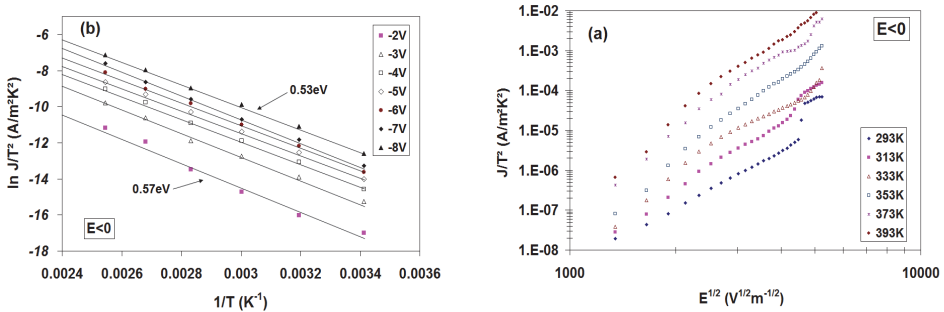 (b)
-6
-8
-10
-12
-14
-16
-18
ln J/T² (A/m²K²)
0.0024
0.0026
0.0028
0.003
0.0032
0.0034
0.0036
1/T (K⁻¹)
0.53eV
0.57eV
E<0
-2V
-3V
-4V
-5V
-6V
-7V
-8V
(a)
E<0
1.E-02
1.E-03
1.E-04
1.E-05
1.E-06
1.E-07
1.E-08
J/T² (A/m²K²)
1000
10000
E¹/² (V¹/²m⁻¹/²)
293K
313K
333K
353K
373K
393K